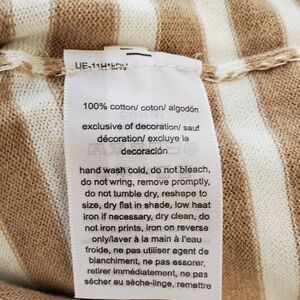 100% cotton/ coton/ algodón
exclusive of decoration/ sauf
décoration/ excluye la
decoración
hand wash cold, do not bleach,
do not wring, remove promptly,
do not tumble dry, reshape to
size, dry flat in shade, low heat
iron if necessary, dry clean, do
not iron prints, iron on reverse
only/laver à la main à l'eau
froide, ne pas utiliser agent de
blanchiment, ne pas essorer,
retirer immédiatement, ne pas
sécher au sèche-linge, remettre